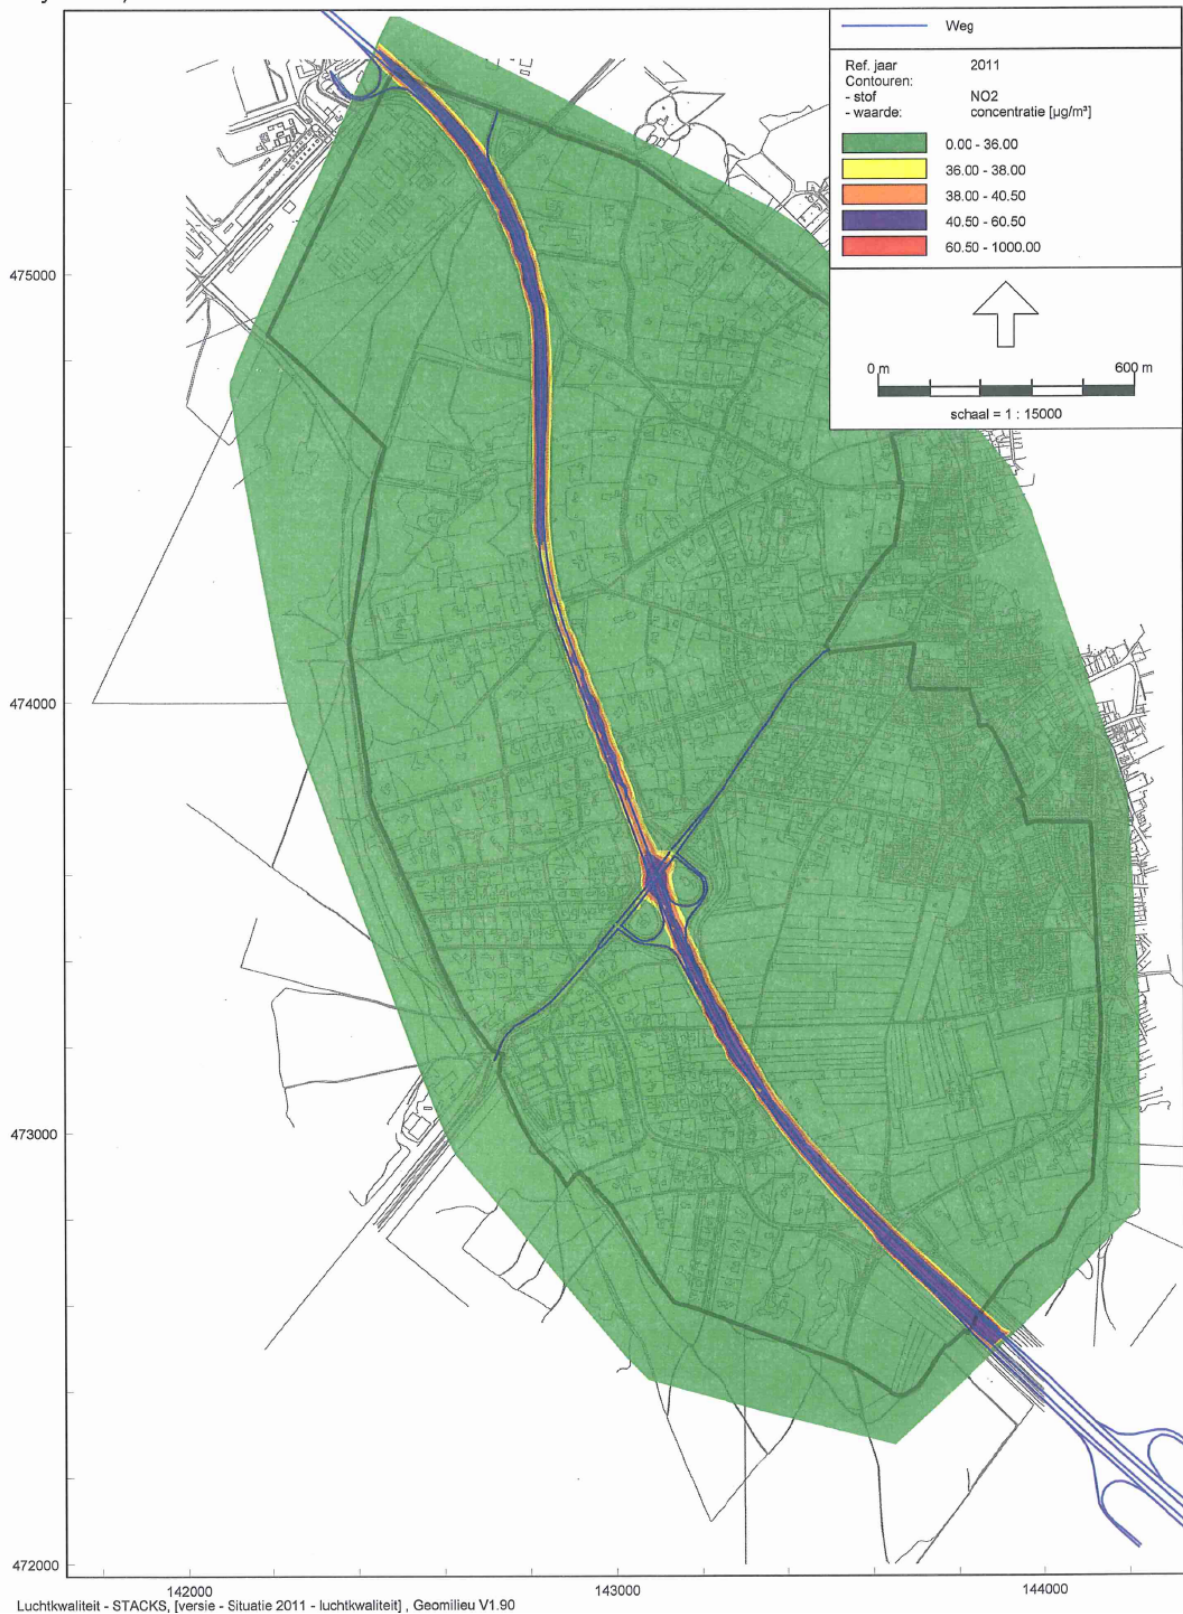 Weg
Ref. jaar 2011
Contouren:
- stof NO2
- waarde: concentratie [µg/m³]
0.00 - 36.00
36.00 - 38.00
38.00 - 40.50
40.50 - 60.50
60.50 - 1000.00
0 m 600 m
schaal = 1 : 15000
475000
474000
473000
472000
142000 143000 144000
Luchtkwaliteit - STACKS, [versie - Situatie 2011 - luchtkwaliteit] , Geomilieu V1.90